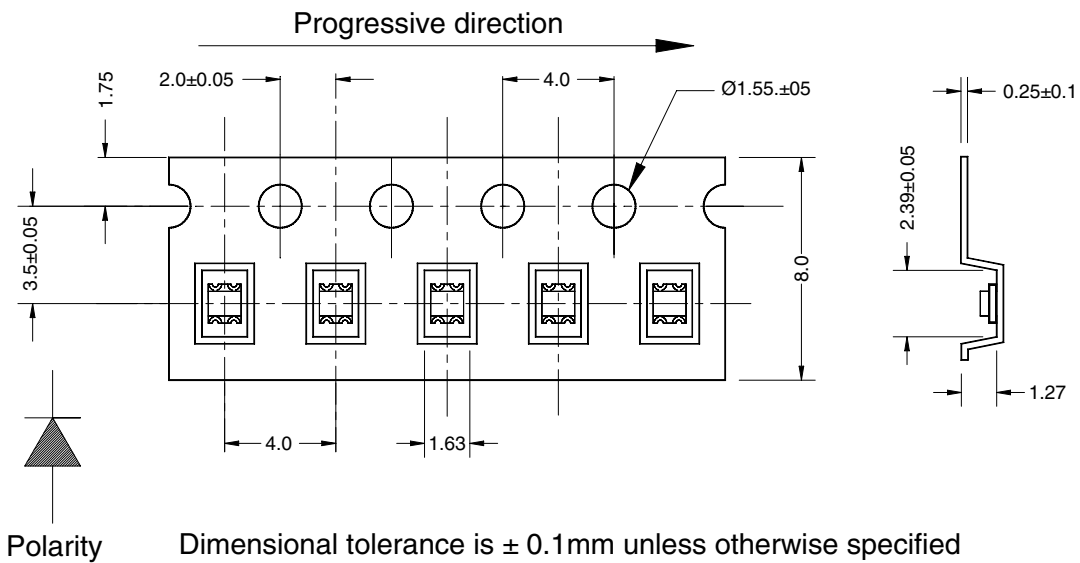 Progressive direction
1.75
2.0±0.05
4.0
Ø1.55.±05
0.25±0.1
3.5±0.05
8.0
2.39±0.05
1.27
4.0
1.63
Polarity
Dimensional tolerance is ± 0.1mm unless otherwise specified